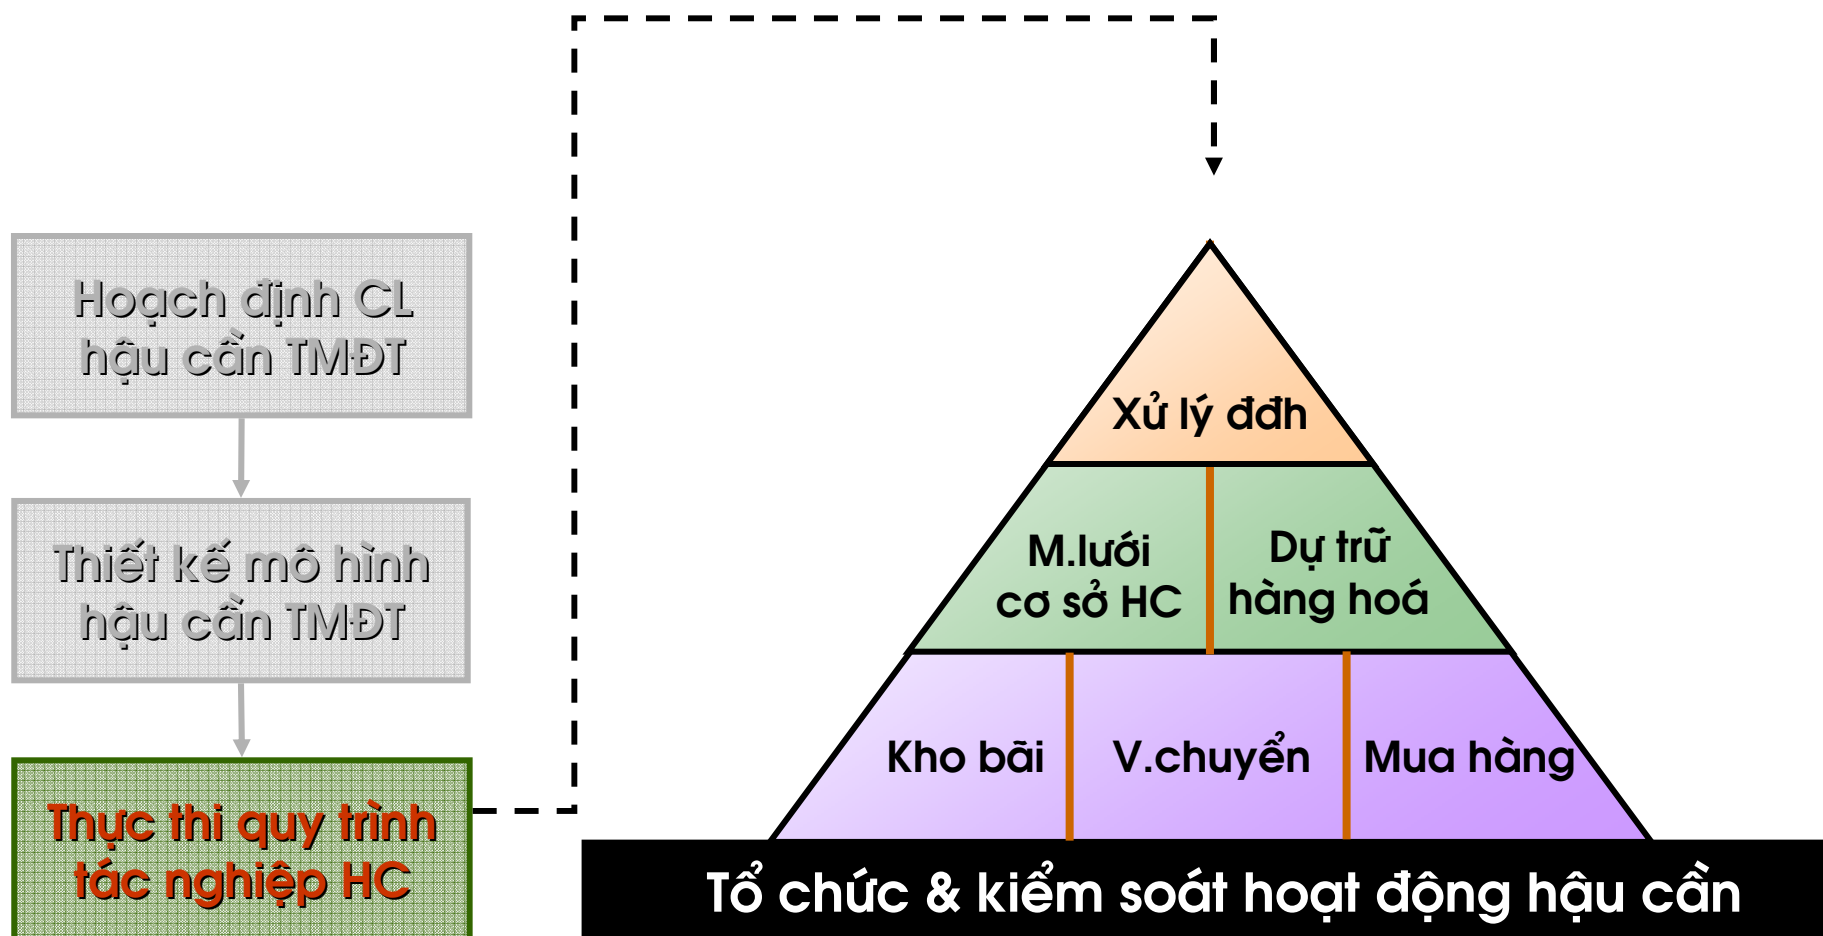 Hoạch định CL
hậu cần TMĐT
Thiết kế mô hình
hậu cần TMĐT
Thực thi quy trình
tác nghiệp HC
Xử lý đđh
M.lưới
cơ sở HC
Dự trữ
hàng hoá
Kho bãi
V.chuyển
Mua hàng
Tổ chức & kiểm soát hoạt động hậu cần